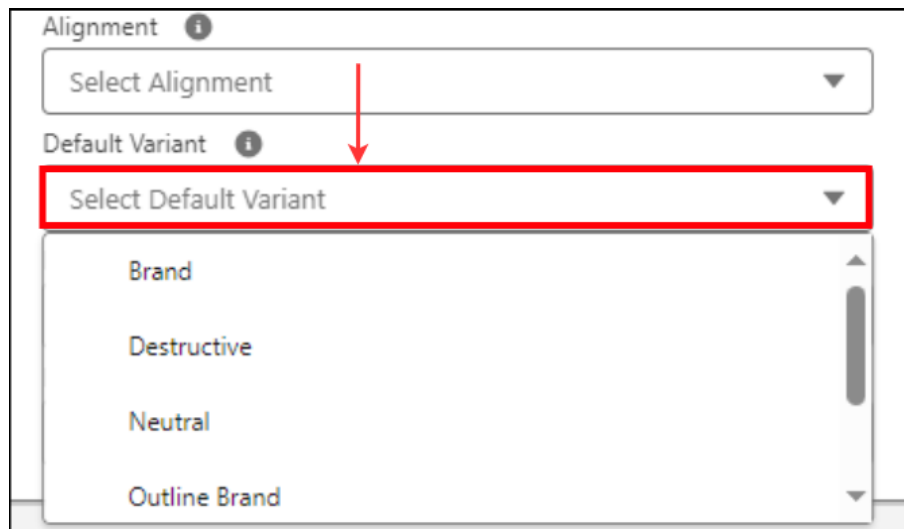 Alignment
Select Alignment
Default Variant
Select Default Variant
Brand
Destructive
Neutral
Outline Brand